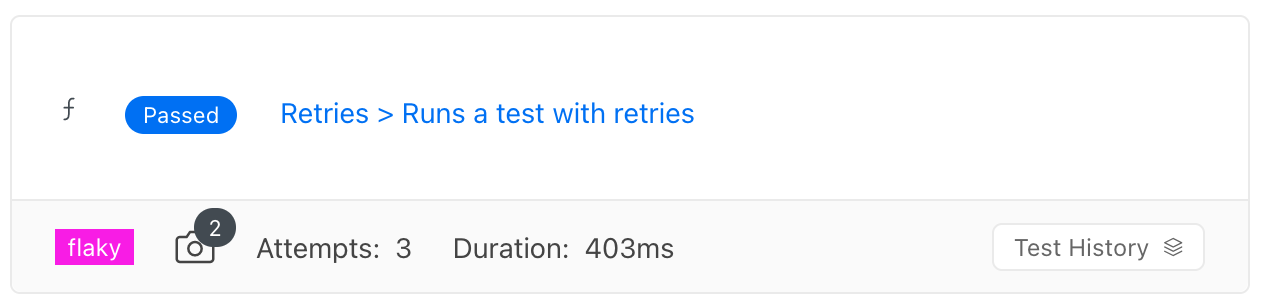 ƒ Passed Retries > Runs a test with retries
flaky 2 Attempts: 3 Duration: 403ms Test History